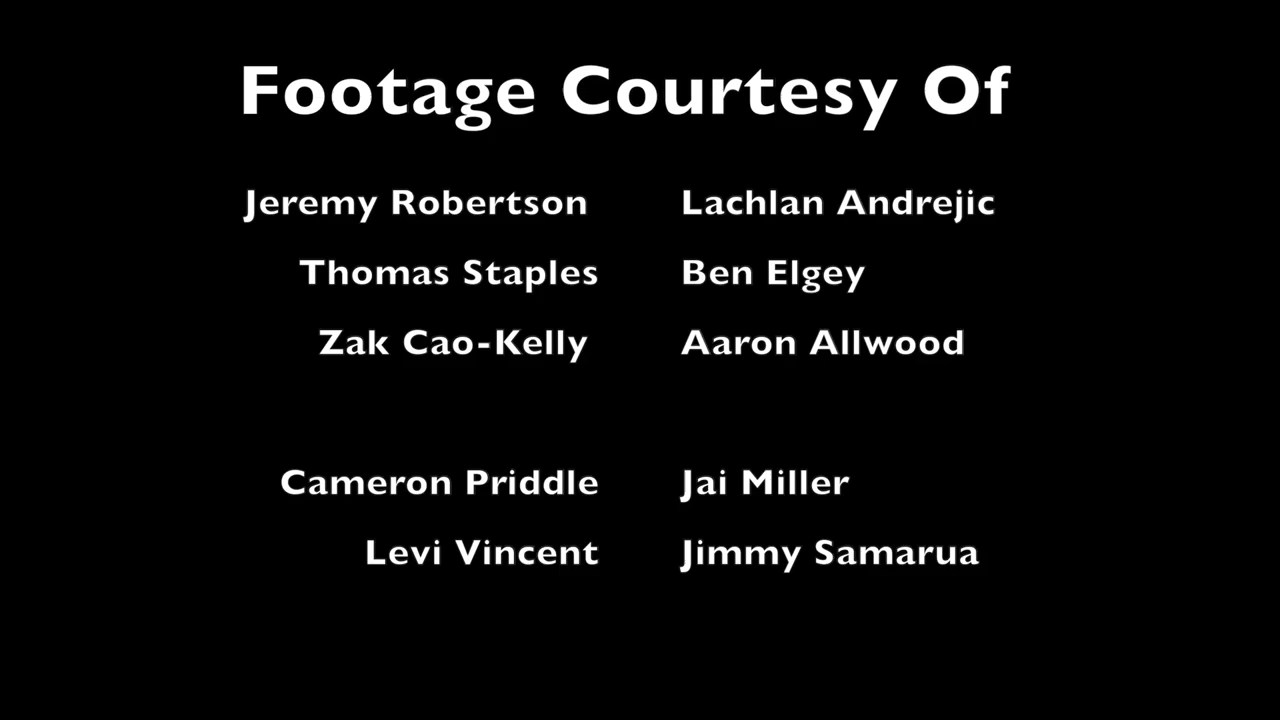 Footage Courtesy Of
Jeremy Robertson Lachlan Andrejic
Thomas Staples Ben Elgey
Zak Cao-Kelly Aaron Allwood
Cameron Priddle Jai Miller
Levi Vincent Jimmy Samarua